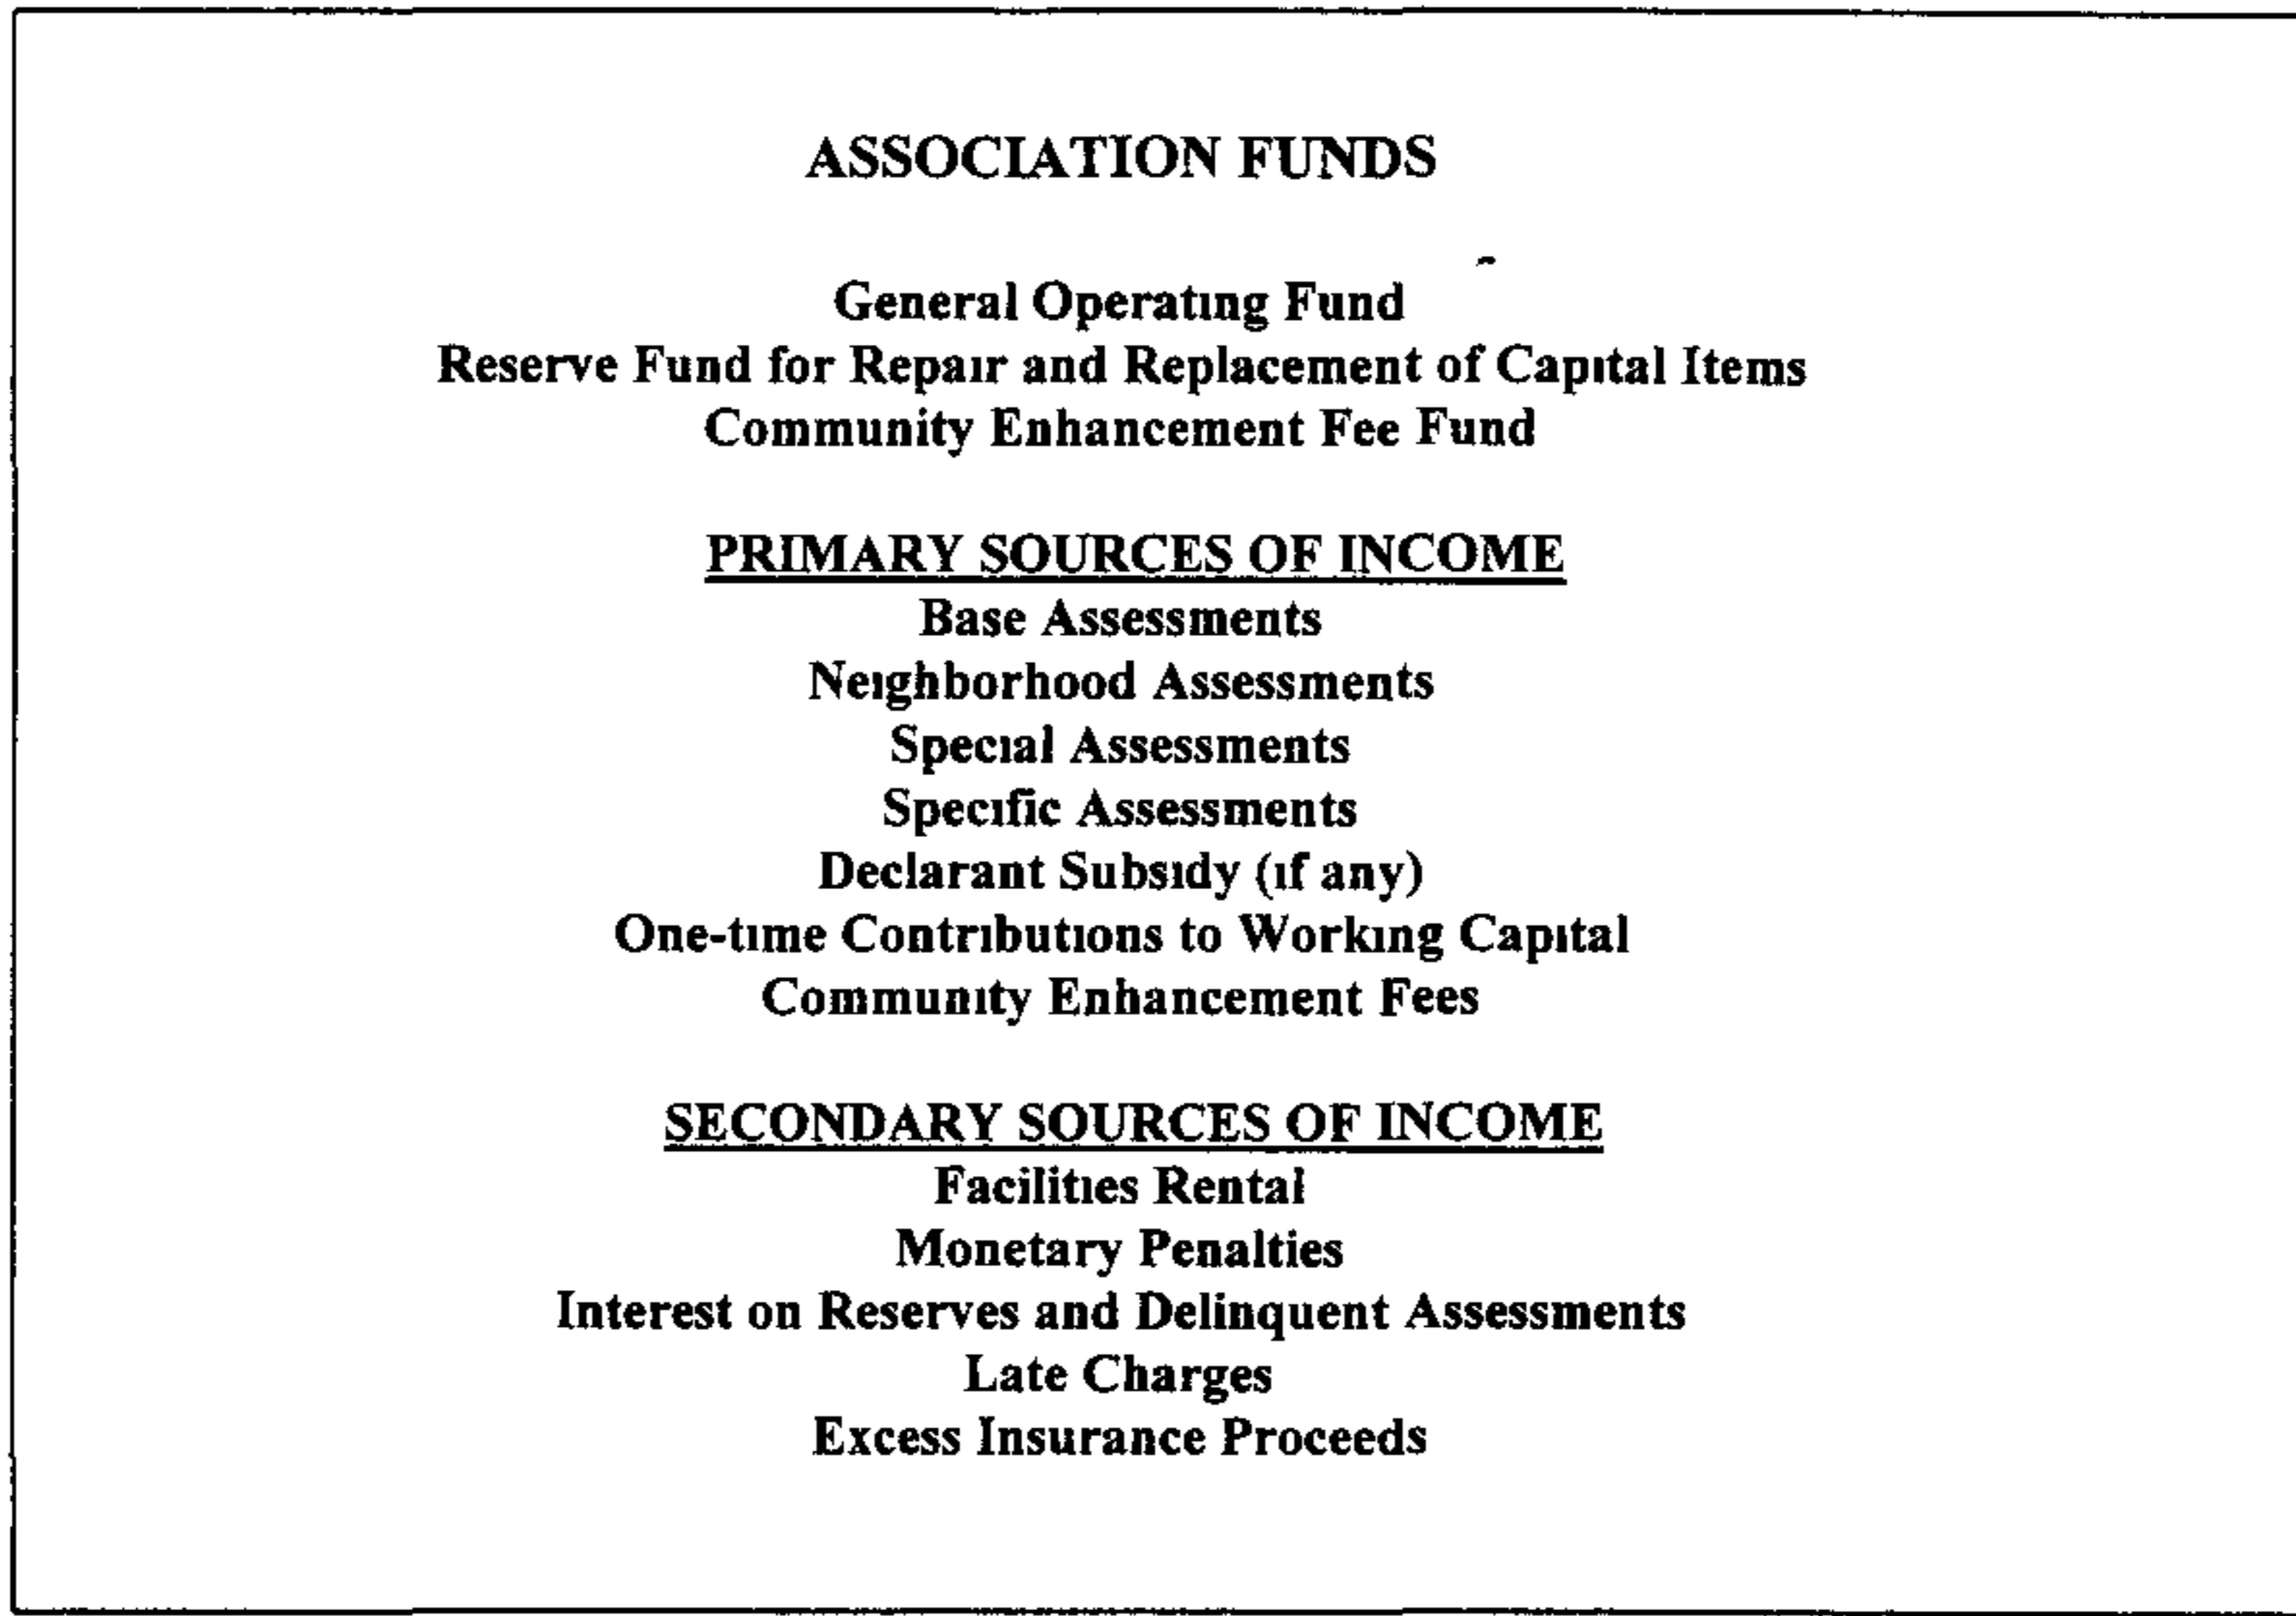 ASSOCIATION FUNDS
General Operating Fund
Reserve Fund for Repair and Replacement of Capital Items
Community Enhancement Fee Fund
PRIMARY SOURCES OF INCOME
Base Assessments
Neighborhood Assessments
Special Assessments
Specific Assessments
Declarant Subsidy (if any)
One-time Contributions to Working Capital
Community Enhancement Fees
SECONDARY SOURCES OF INCOME
Facilities Rental
Monetary Penalties
Interest on Reserves and Delinquent Assessments
Late Charges
Excess Insurance Proceeds